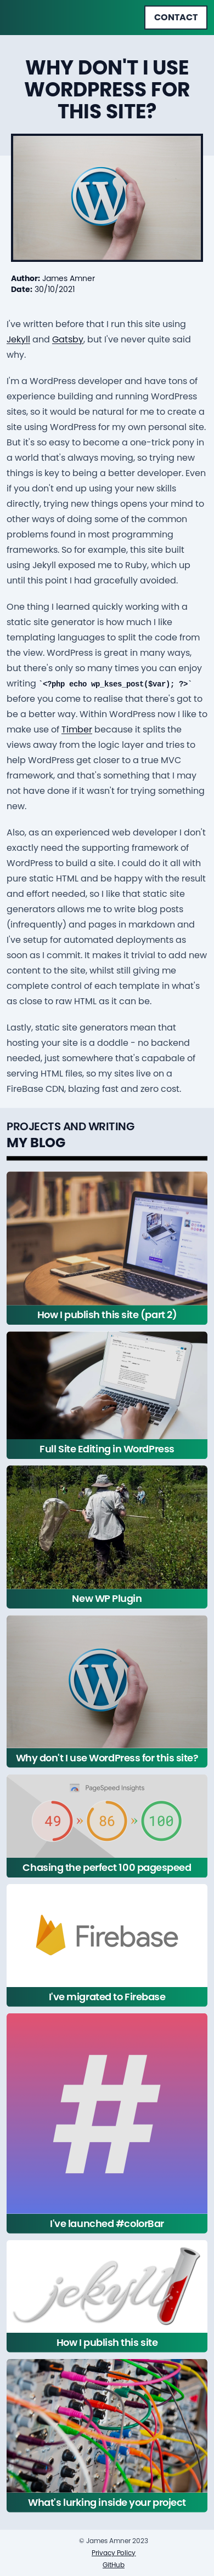 CONTACT
WHY DON'T I USE
WORDPRESS FOR
THIS SITE?
Author: James Amner
Date: 30/10/2021
I've written before that I run this site using
Jekyll and Gatsby, but I've never quite said
why.
I'm a WordPress developer and have tons of
experience building and running WordPress
sites, so it would be natural for me to create a
site using WordPress for my own personal site.
But it's so easy to become a one-trick pony in
a world that's always moving, so trying new
things is key to being a better developer. Even
if you don't end up using your new skills
directly, trying new things opens your mind to
other ways of doing some of the common
problems found in most programming
frameworks. So for example, this site built
using Jekyll exposed me to Ruby, which up
until this point I had gracefully avoided.
One thing I learned quickly working with a
static site generator is how much I like
templating languages to split the code from
the view. WordPress is great in many ways,
but there's only so many times you can enjoy
writing `<?php echo wp_kses_post($var); ?>`
before you come to realise that there's got to
be a better way. Within WordPress now I like to
make use of Timber because it splits the
views away from the logic layer and tries to
help WordPress get closer to a true MVC
framework, and that's something that I may
not have done if it wasn't for trying something
new.
Also, as an experienced web developer I don't
exactly need the supporting framework of
WordPress to build a site. I could do it all with
pure static HTML and be happy with the result
and effort needed, so I like that static site
generators allows me to write blog posts
(infrequently) and pages in markdown and
I've setup for automated deployments as
soon as I commit. It makes it trivial to add new
content to the site, whilst still giving me
complete control of each template in what's
as close to raw HTML as it can be.
Lastly, static site generators mean that
hosting your site is a doddle - no backend
needed, just somewhere that's capabale of
serving HTML files, so my sites live on a
FireBase CDN, blazing fast and zero cost.
PROJECTS AND WRITING
MY BLOG
How I publish this site (part 2)
Full Site Editing in WordPress
New WP Plugin
Why don't I use WordPress for this site?
PageSpeed Insights
49 » 86 » 100
Chasing the perfect 100 pagespeed
Firebase
I've migrated to Firebase
#
I've launched #colorBar
jekyll
How I publish this site
What's lurking inside your project
© James Amner 2023
Privacy Policy
GitHub